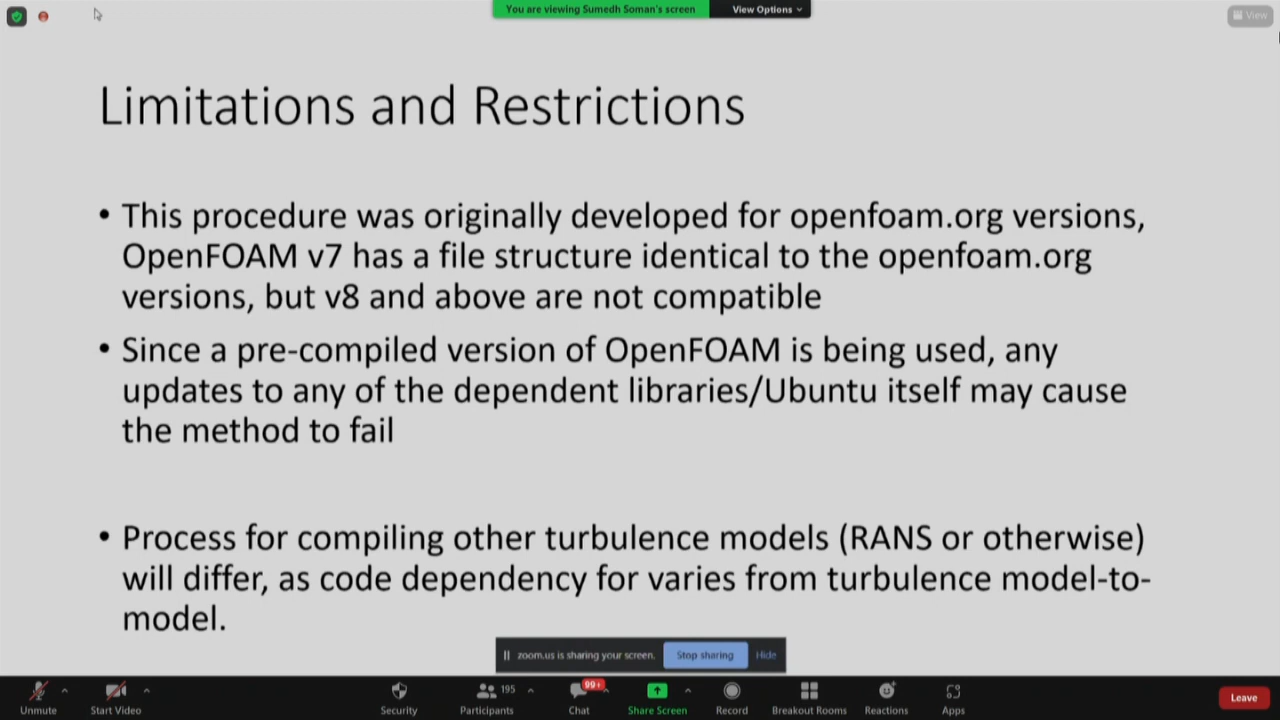 You are viewing Sumedh Soman's screen View Options
View
Limitations and Restrictions
• This procedure was originally developed for openfoam.org versions,
OpenFOAM v7 has a file structure identical to the openfoam.org
versions, but v8 and above are not compatible
• Since a pre-compiled version of OpenFOAM is being used, any
updates to any of the dependent libraries/Ubuntu itself may cause
the method to fail
• Process for compiling other turbulence models (RANS or otherwise)
will differ, as code dependency for varies from turbulence model-to-
model.
zoom.us is sharing your screen. Stop sharing Hide
195 99+
Unmute Start Video Security Participants Chat Share Screen Record Breakout Rooms Reactions Apps Leave